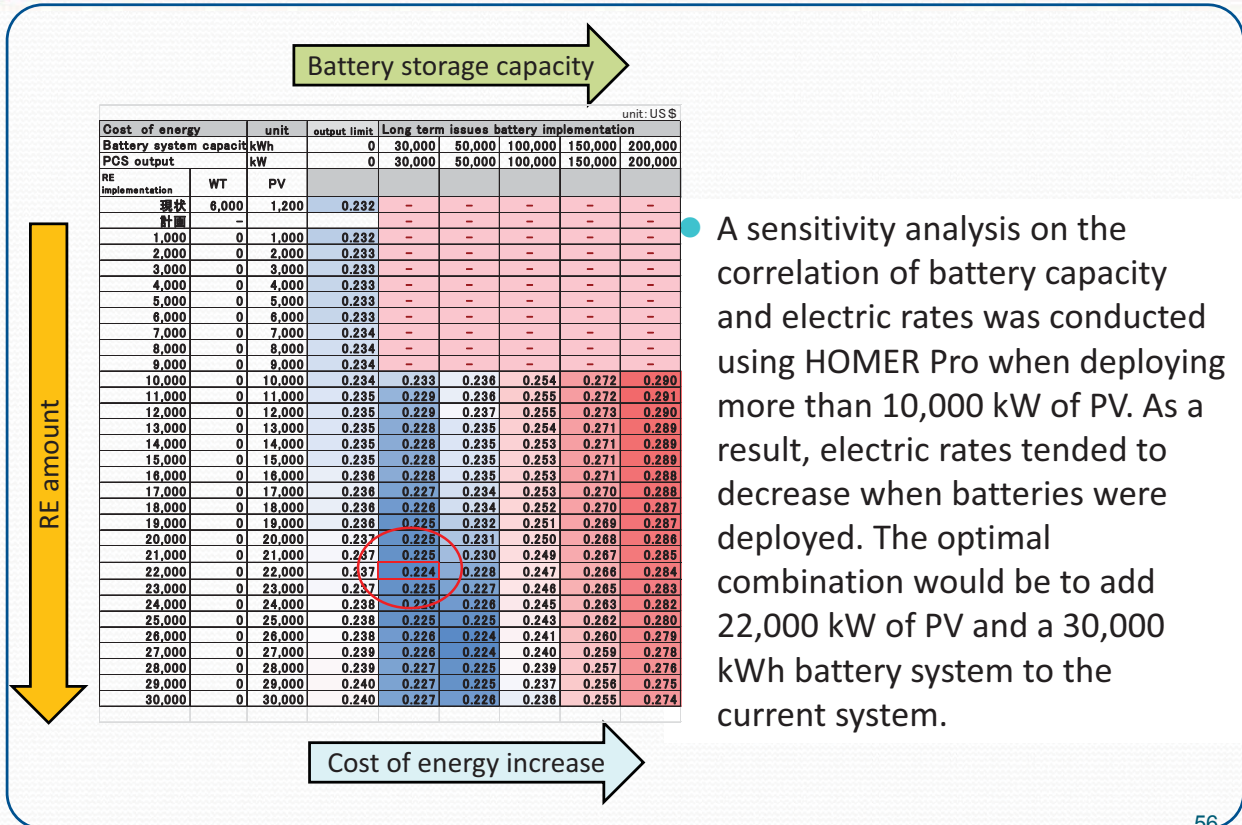 Battery storage capacity
unit: US$
Cost of energy unit output limit Long term issues battery implementation
Battery system capacit kWh 0 30,000 50,000 100,000 150,000 200,000
PCS output kW 0 30,000 50,000 100,000 150,000 200,000
RE
implementation WT PV
現状 6,000 1,200 0.232 – – – – –
計画 – – – – – –
1,000 0 1,000 0.232 – – – – –
2,000 0 2,000 0.233 – – – – –
3,000 0 3,000 0.233 – – – – –
4,000 0 4,000 0.233 – – – – –
5,000 0 5,000 0.233 – – – – –
6,000 0 6,000 0.233 – – – – –
7,000 0 7,000 0.234 – – – – –
8,000 0 8,000 0.234 – – – – –
9,000 0 9,000 0.234 – – – – –
10,000 0 10,000 0.234 0.233 0.236 0.254 0.272 0.290
11,000 0 11,000 0.235 0.229 0.236 0.255 0.272 0.291
12,000 0 12,000 0.235 0.229 0.237 0.255 0.273 0.290
13,000 0 13,000 0.235 0.228 0.235 0.254 0.271 0.289
14,000 0 14,000 0.235 0.228 0.235 0.253 0.271 0.289
15,000 0 15,000 0.235 0.228 0.235 0.253 0.271 0.289
16,000 0 16,000 0.236 0.228 0.235 0.253 0.271 0.288
17,000 0 17,000 0.236 0.227 0.234 0.253 0.270 0.288
18,000 0 18,000 0.236 0.226 0.234 0.252 0.270 0.287
19,000 0 19,000 0.236 0.225 0.232 0.251 0.269 0.287
20,000 0 20,000 0.237 0.225 0.231 0.250 0.268 0.286
21,000 0 21,000 0.237 0.225 0.230 0.249 0.267 0.285
22,000 0 22,000 0.237 0.224 0.228 0.247 0.266 0.284
23,000 0 23,000 0.237 0.225 0.227 0.246 0.265 0.283
24,000 0 24,000 0.238 0.225 0.226 0.245 0.263 0.282
25,000 0 25,000 0.238 0.225 0.225 0.243 0.262 0.280
26,000 0 26,000 0.238 0.226 0.224 0.241 0.260 0.279
27,000 0 27,000 0.239 0.226 0.224 0.240 0.259 0.278
28,000 0 28,000 0.239 0.227 0.225 0.239 0.257 0.276
29,000 0 29,000 0.240 0.227 0.225 0.237 0.256 0.275
30,000 0 30,000 0.240 0.227 0.226 0.236 0.255 0.274
RE amount
Cost of energy increase
● A sensitivity analysis on the
correlation of battery capacity
and electric rates was conducted
using HOMER Pro when deploying
more than 10,000 kW of PV. As a
result, electric rates tended to
decrease when batteries were
deployed. The optimal
combination would be to add
22,000 kW of PV and a 30,000
kWh battery system to the
current system.
56